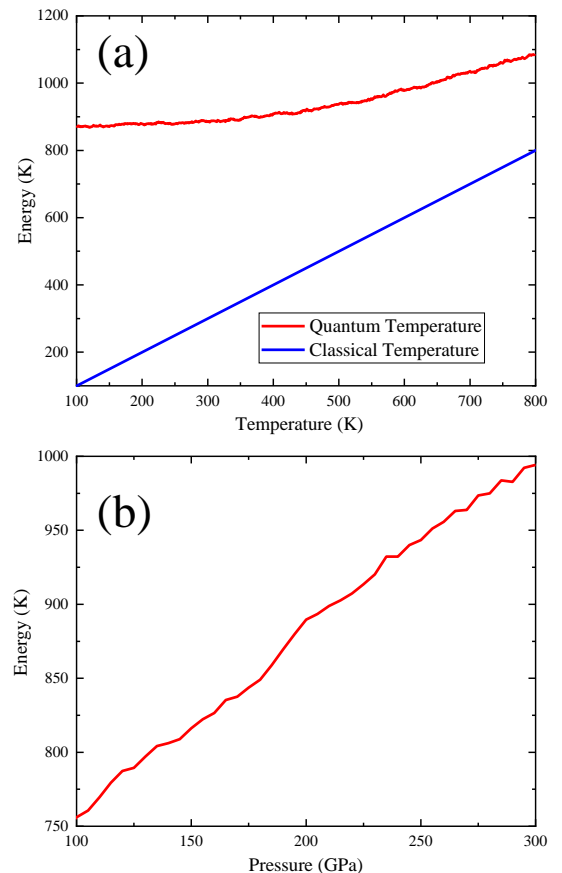 (a)
Energy (K)
1200
1000
800
600
400
200
Quantum Temperature
Classical Temperature
100 200 300 400 500 600 700 800
Temperature (K)
(b)
Energy (K)
1000
950
900
850
800
750
100 150 200 250 300
Pressure (GPa)